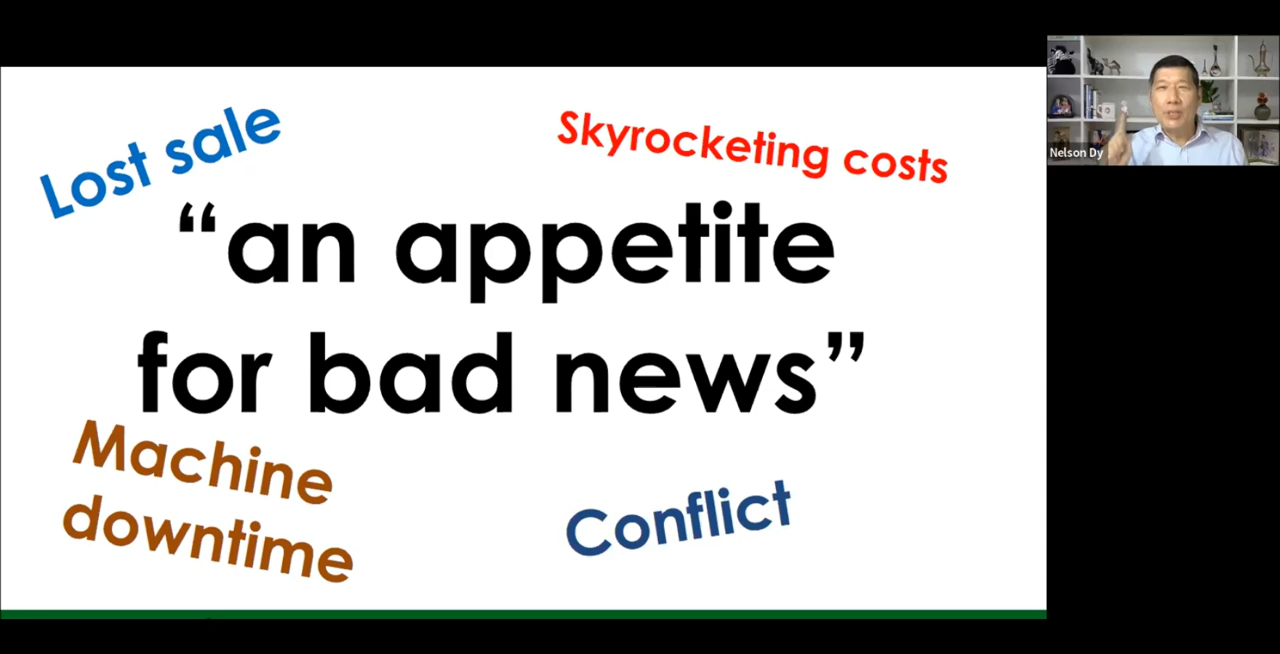 Lost sale
Skyrocketing costs
“an appetite
for bad news”
Machine
downtime
Conflict
Nelson Dy